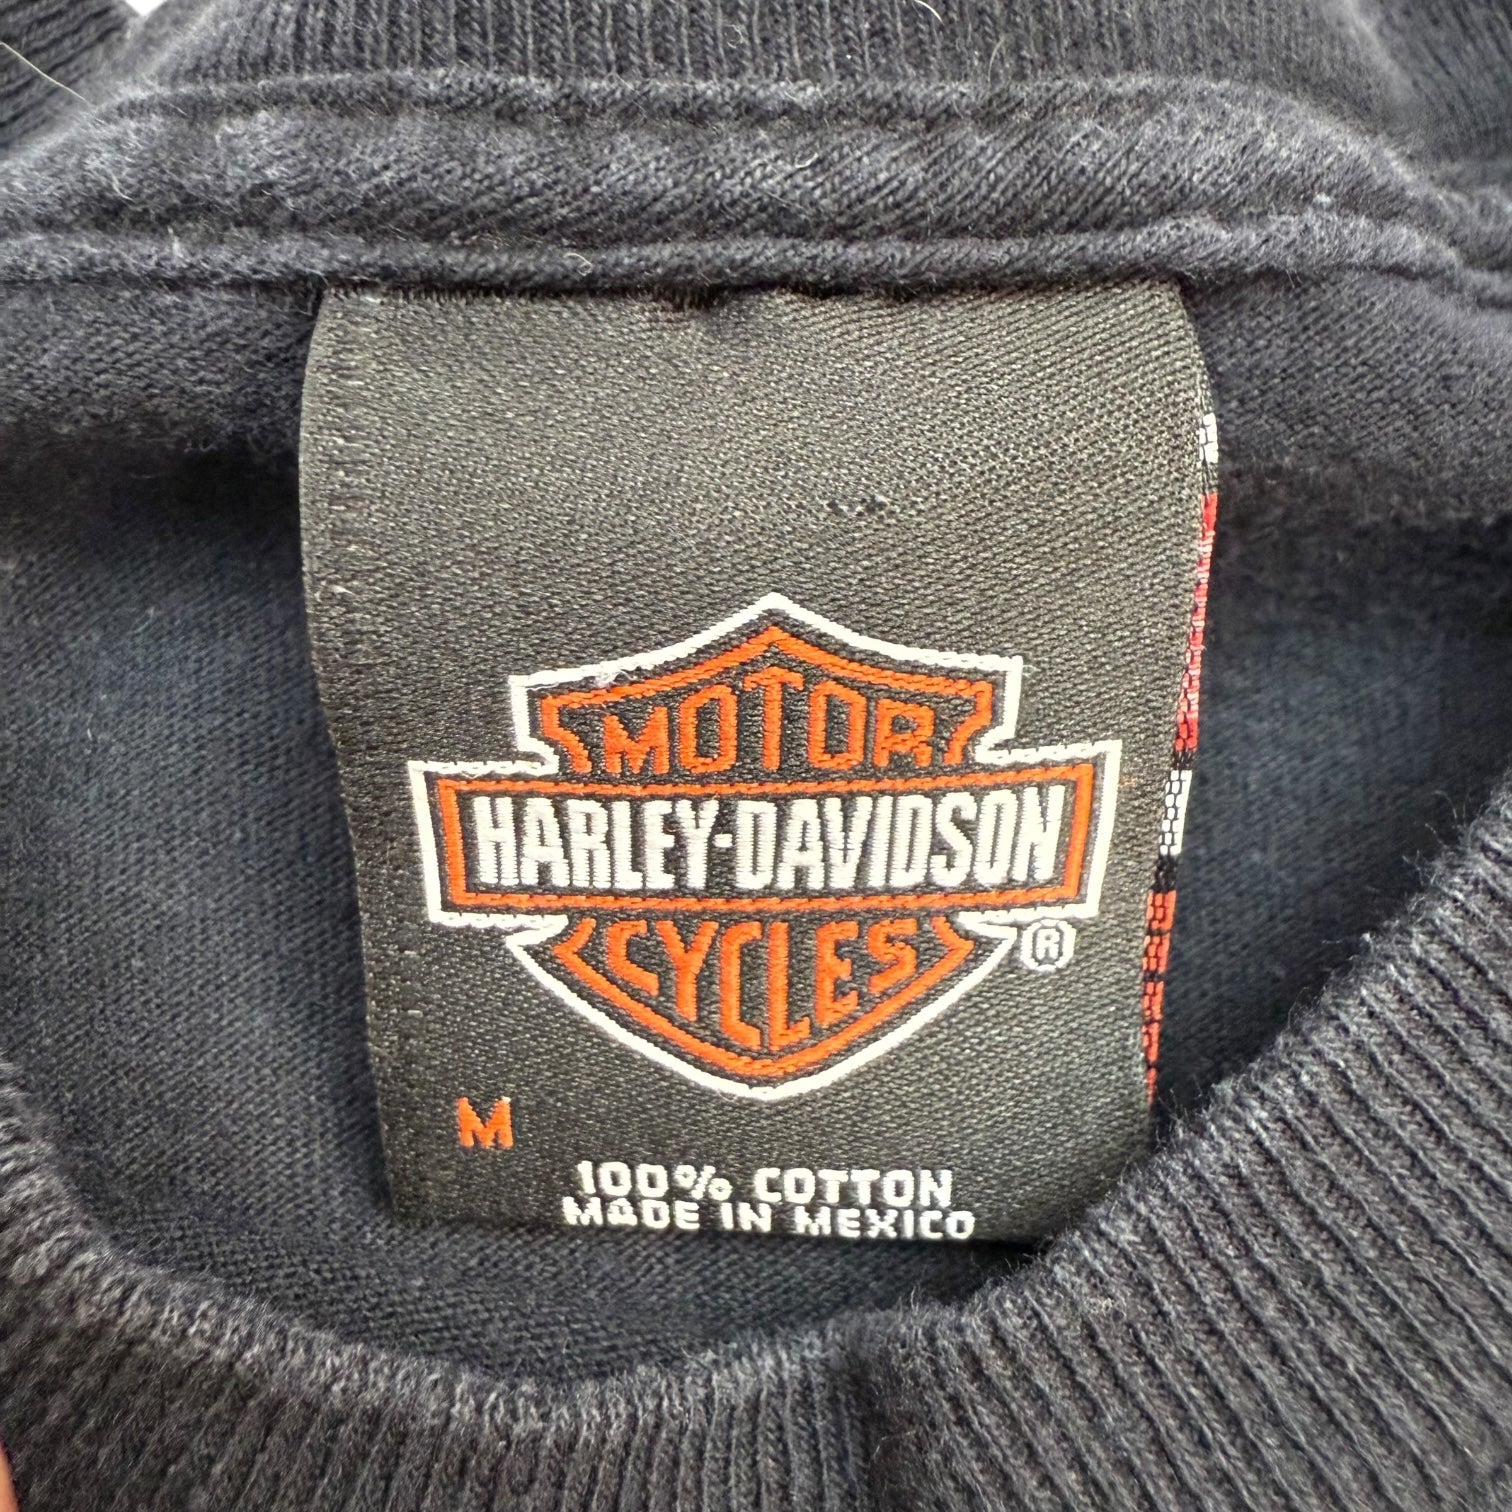 MOTOR
HARLEY-DAVIDSON
CYCLES
®
M
100% COTTON
MADE IN MEXICO